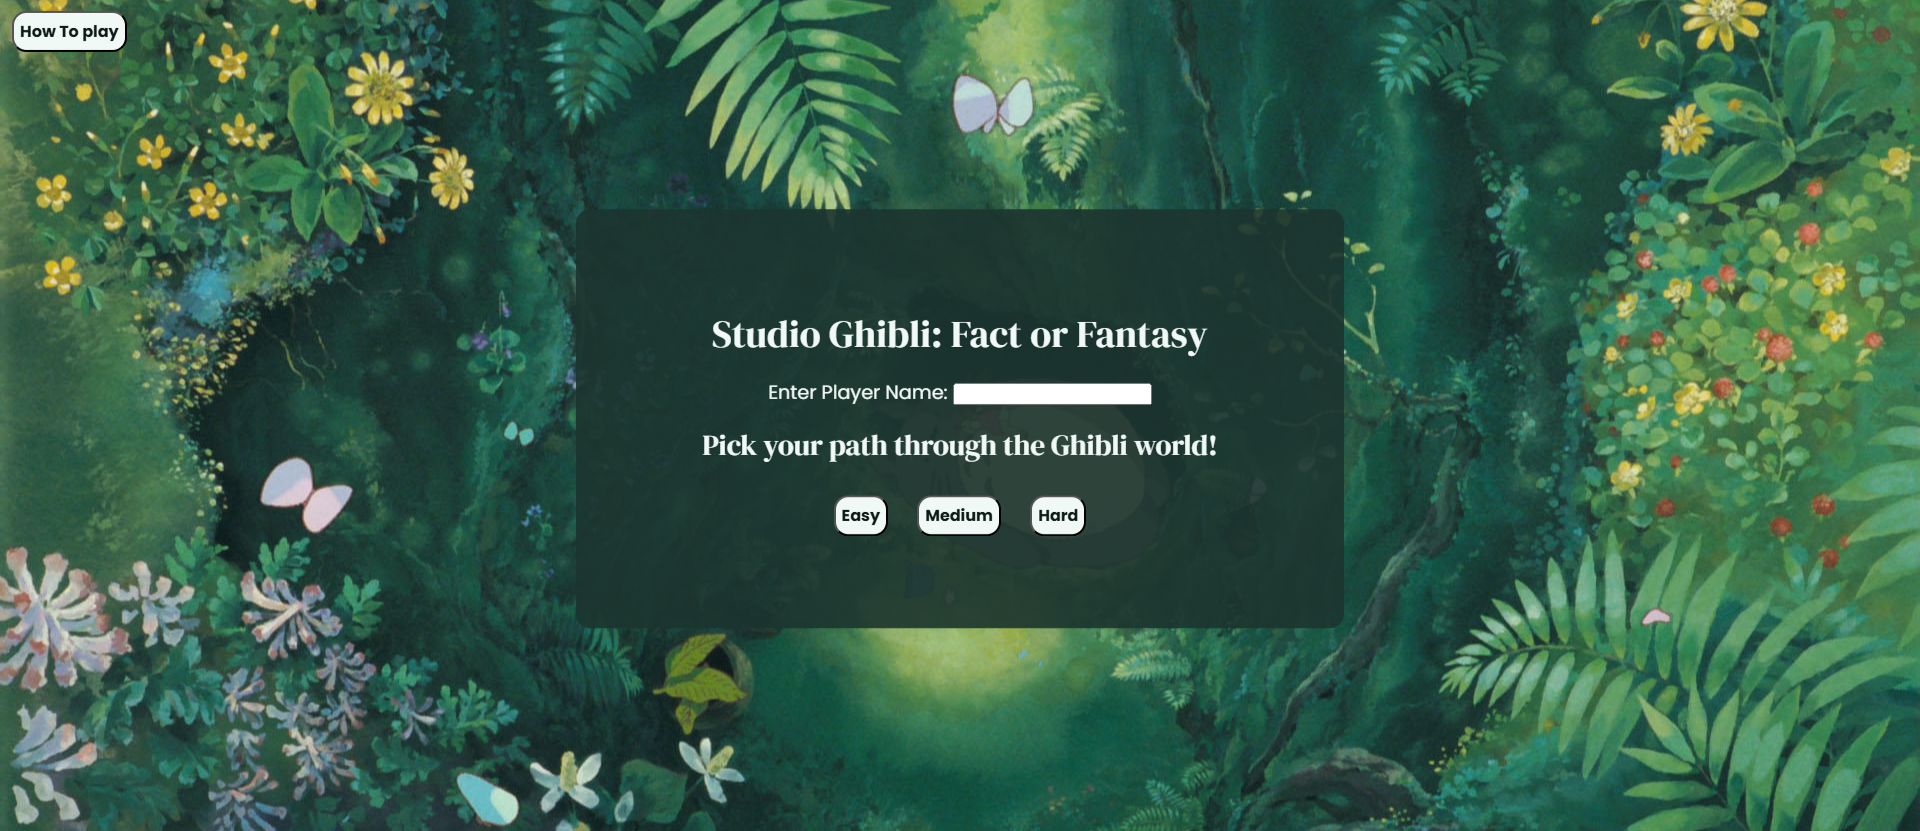 How To play
Studio Ghibli: Fact or Fantasy
Enter Player Name:
Pick your path through the Ghibli world!
Easy Medium Hard